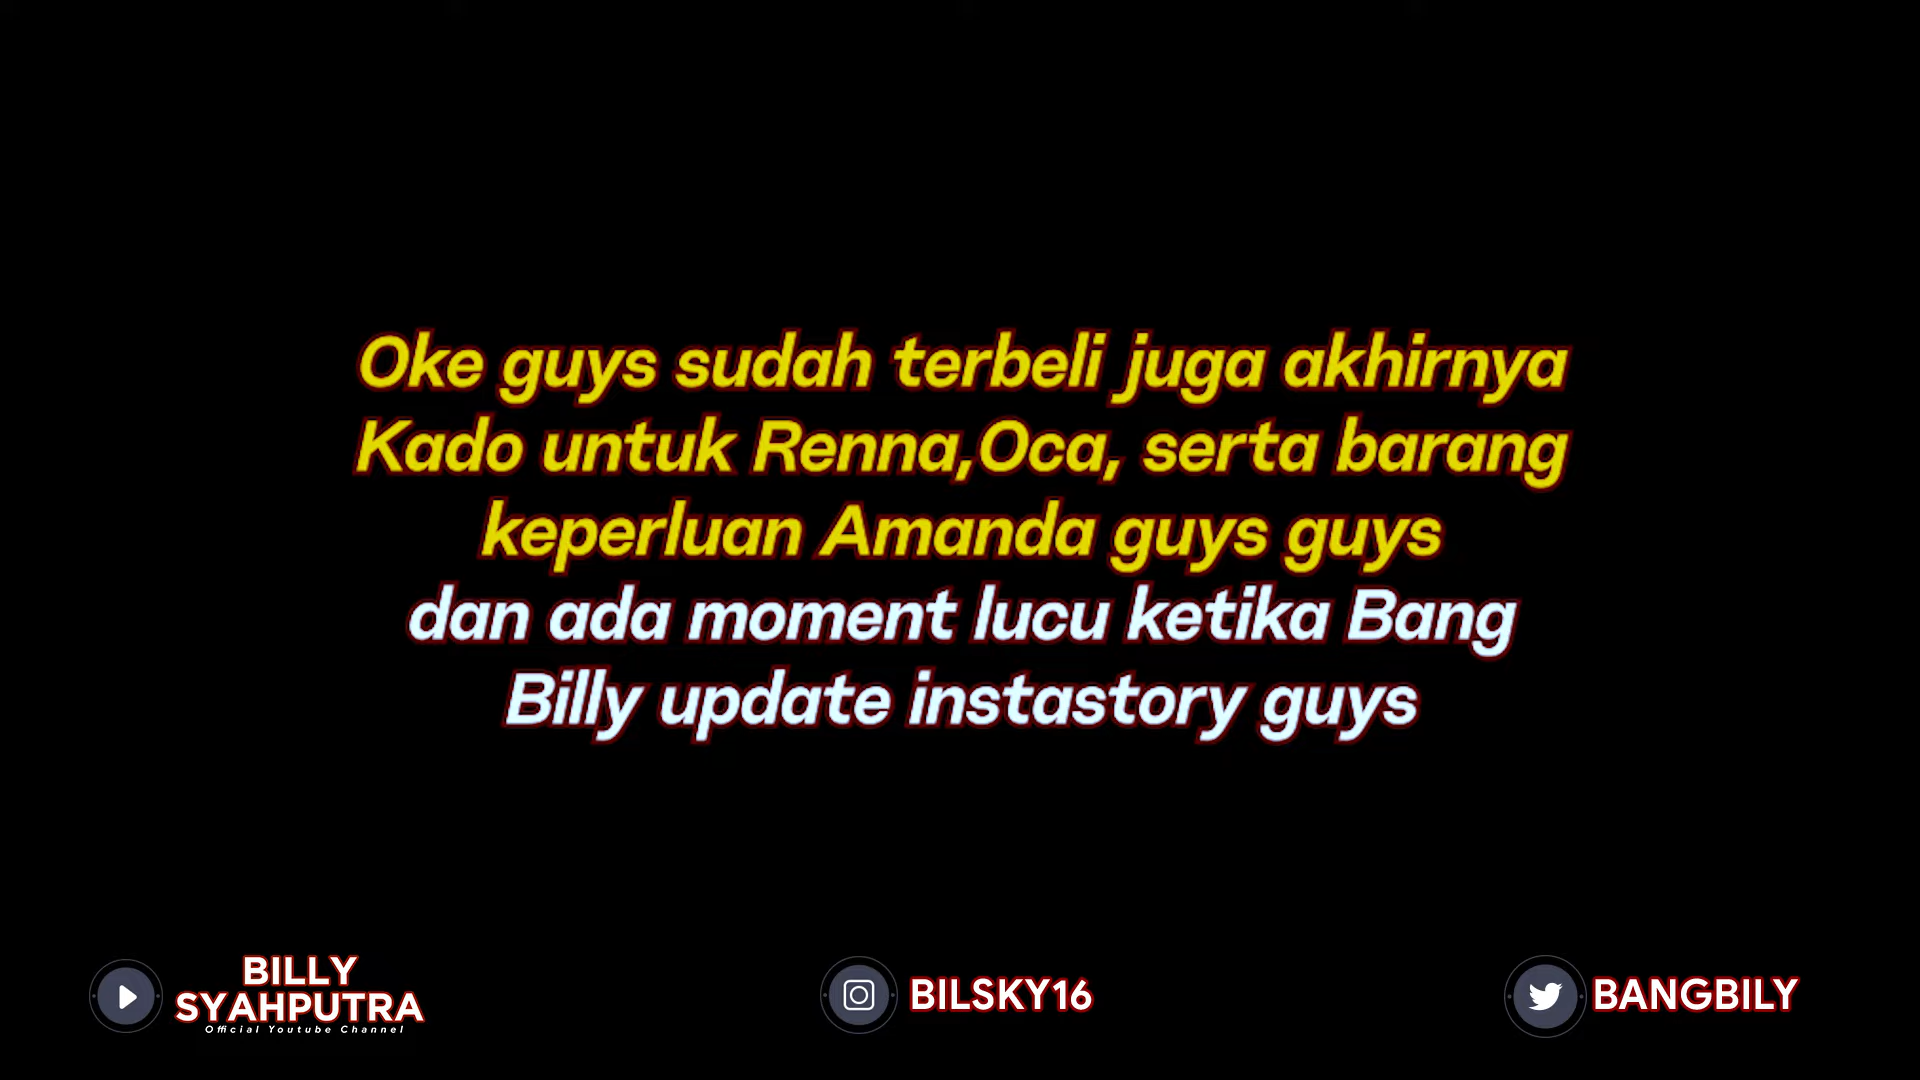 Oke guys sudah terbeli juga akhirnya
Kado untuk Renna,Oca, serta barang
keperluan Amanda guys guys
dan ada moment lucu ketika Bang
Billy update instastory guys
BILLY
SYAHPUTRA
Official Youtube Channel
BILSKY16
BANGBILY